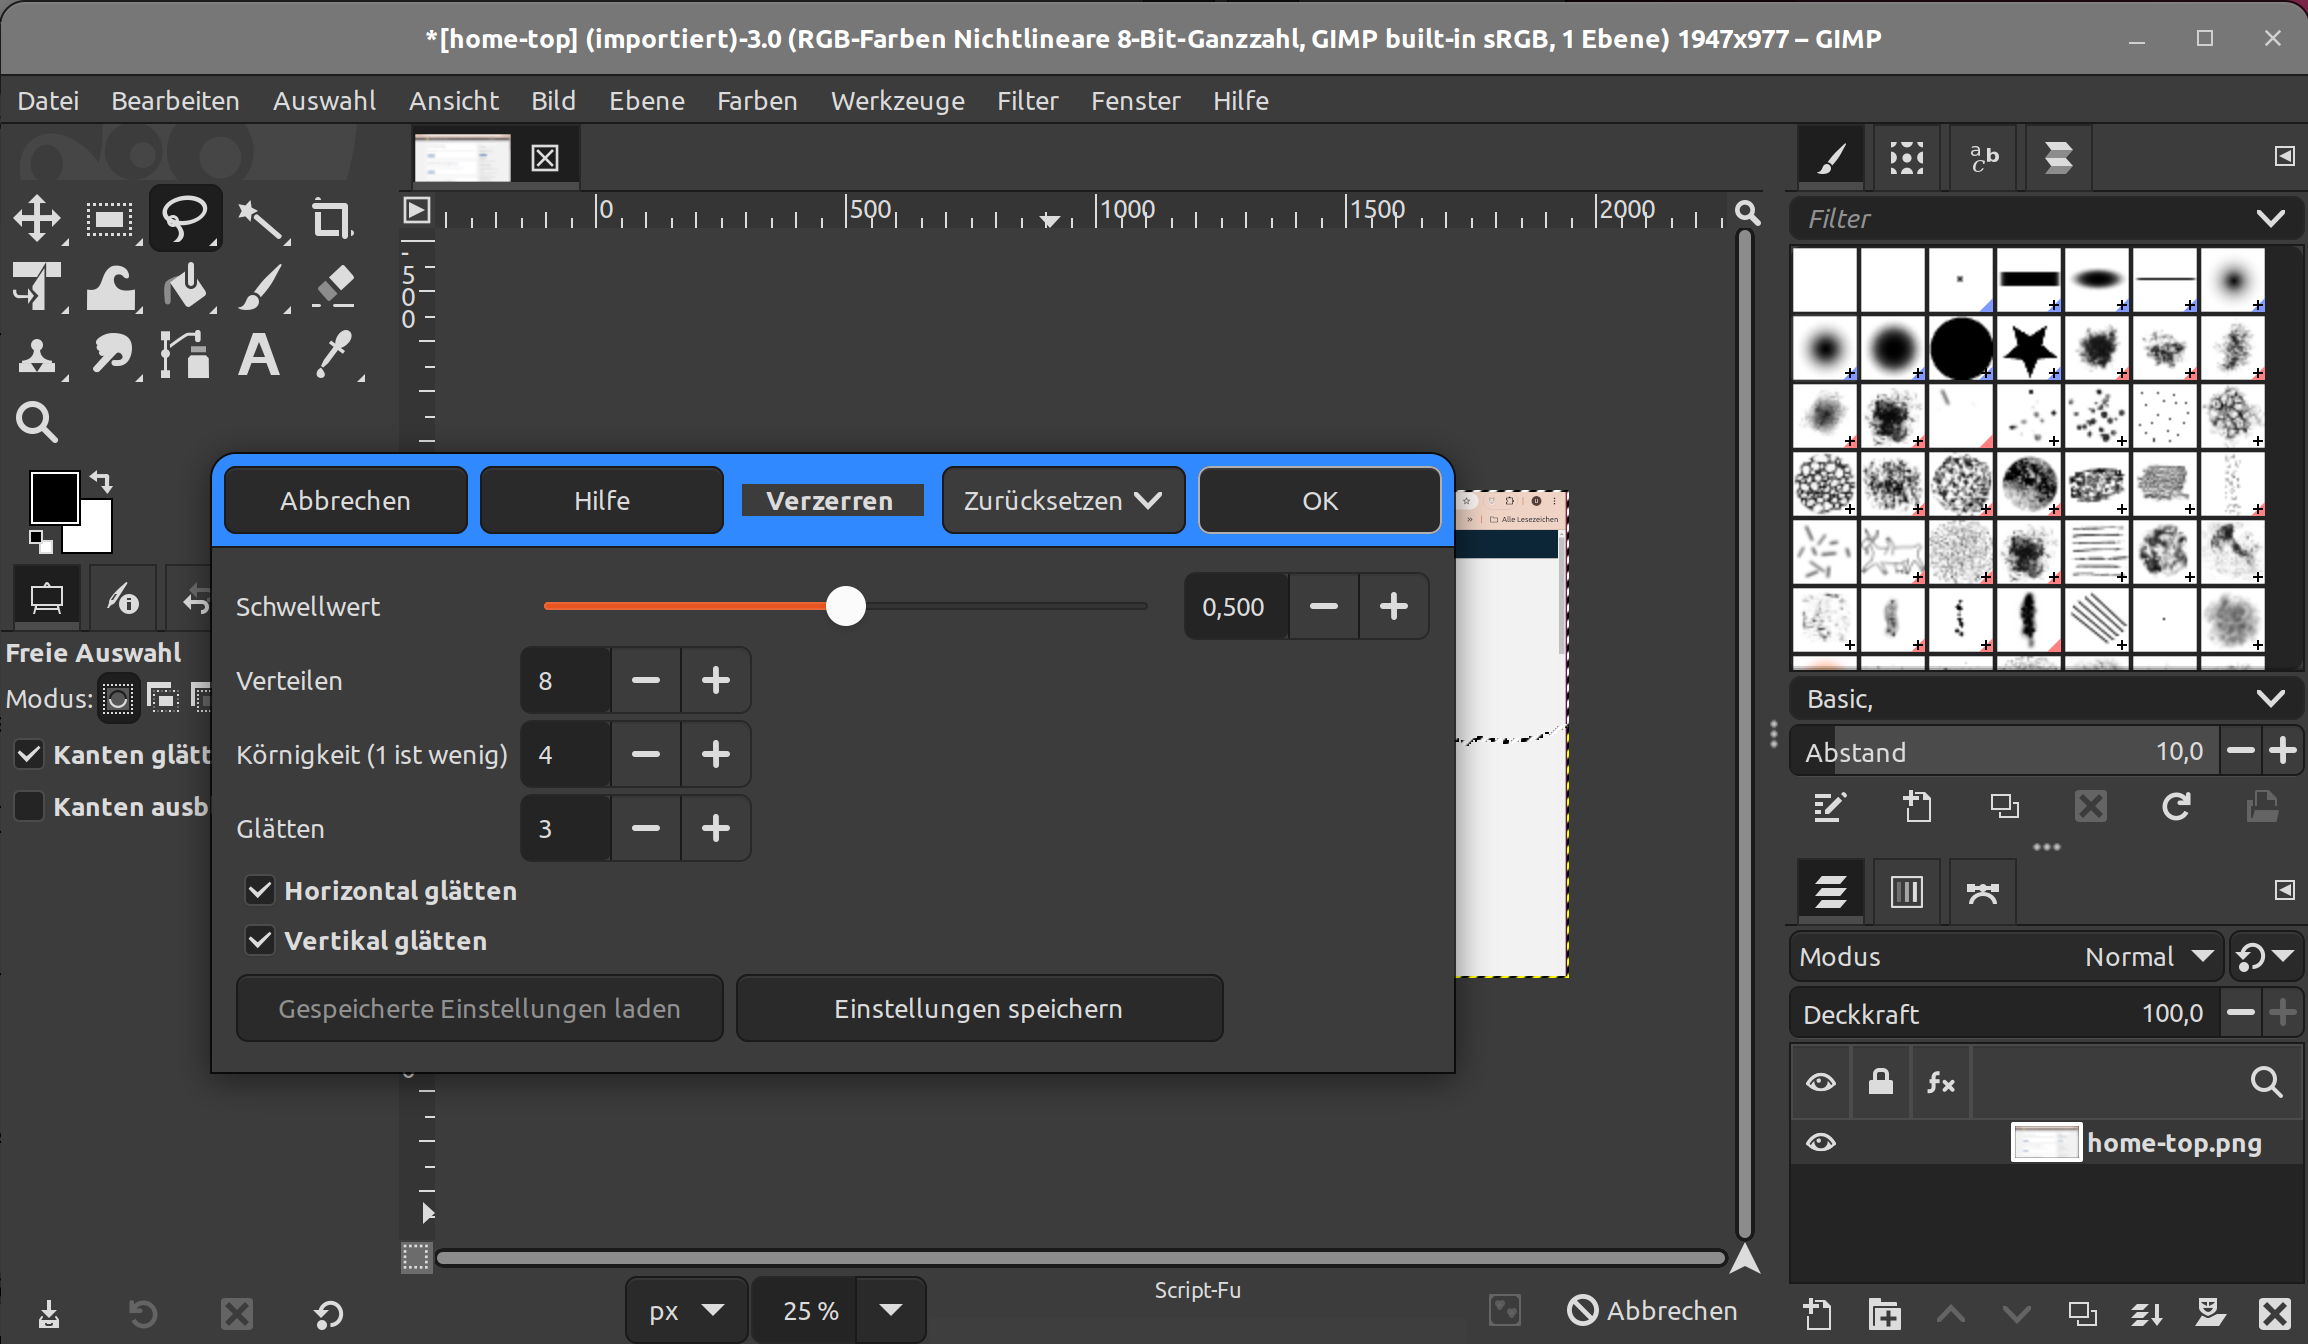 *[home-top] (importiert)-3.0 (RGB-Farben Nichtlineare 8-Bit-Ganzzahl, GIMP built-in sRGB, 1 Ebene) 1947x977 – GIMP
Datei Bearbeiten Auswahl Ansicht Bild Ebene Farben Werkzeuge Filter Fenster Hilfe
0 500 1000 1500 2000
-500
Filter
Abbrechen Hilfe Verzerren Zurücksetzen OK
Alle Lesezeichen
Schwellwert 0,500
Verteilen 8
Körnigkeit (1 ist wenig) 4
Glätten 3
Horizontal glätten
Vertikal glätten
Gespeicherte Einstellungen laden Einstellungen speichern
Freie Auswahl
Modus:
Kanten glätt
Kanten ausb
Basic,
Abstand 10,0
Modus Normal
Deckkraft 100,0
home-top.png
px 25 % Script-Fu Abbrechen